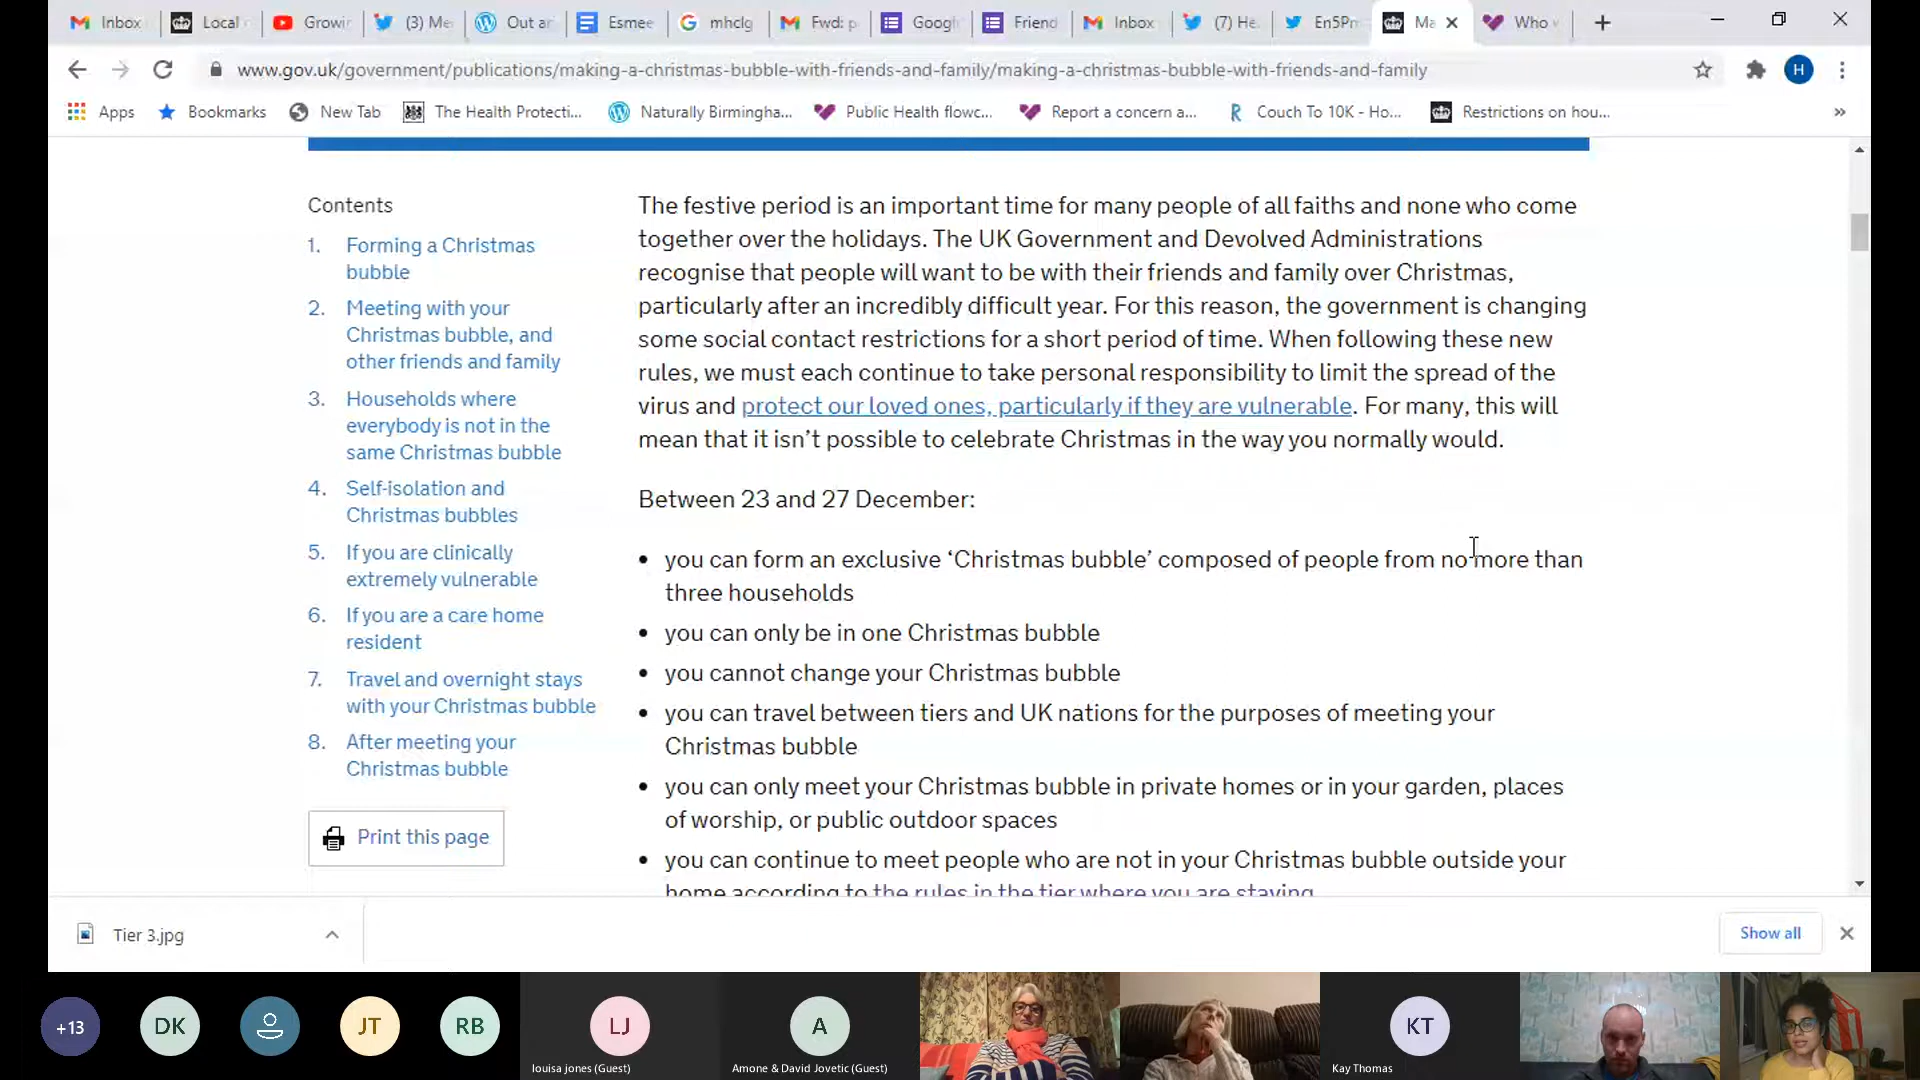 Inbox
Local
Growin
(3) Me
Out an
Esmee
mhclg
Fwd: p
Googl
Friend
Inbox
(7) He
En5Pm
Ma
Who v
www.gov.uk/government/publications/making-a-christmas-bubble-with-friends-and-family/making-a-christmas-bubble-with-friends-and-family
H
Apps
Bookmarks
New Tab
The Health Protecti...
Naturally Birmingha...
Public Health flowc...
Report a concern a...
Couch To 10K - Ho...
Restrictions on hou...
Contents
1. Forming a Christmas
bubble
2. Meeting with your
Christmas bubble, and
other friends and family
3. Households where
everybody is not in the
same Christmas bubble
4. Self-isolation and
Christmas bubbles
5. If you are clinically
extremely vulnerable
6. If you are a care home
resident
7. Travel and overnight stays
with your Christmas bubble
8. After meeting your
Christmas bubble
Print this page
The festive period is an important time for many people of all faiths and none who come
together over the holidays. The UK Government and Devolved Administrations
recognise that people will want to be with their friends and family over Christmas,
particularly after an incredibly difficult year. For this reason, the government is changing
some social contact restrictions for a short period of time. When following these new
rules, we must each continue to take personal responsibility to limit the spread of the
virus and protect our loved ones, particularly if they are vulnerable. For many, this will
mean that it isn’t possible to celebrate Christmas in the way you normally would.
Between 23 and 27 December:
• you can form an exclusive ‘Christmas bubble’ composed of people from no more than
three households
• you can only be in one Christmas bubble
• you cannot change your Christmas bubble
• you can travel between tiers and UK nations for the purposes of meeting your
Christmas bubble
• you can only meet your Christmas bubble in private homes or in your garden, places
of worship, or public outdoor spaces
• you can continue to meet people who are not in your Christmas bubble outside your
home according to the rules in the tier where you are staying
Tier 3.jpg
Show all
+13
DK
JT
RB
LJ
louisa jones (Guest)
A
Amone & David Jovetic (Guest)
KT
Kay Thomas